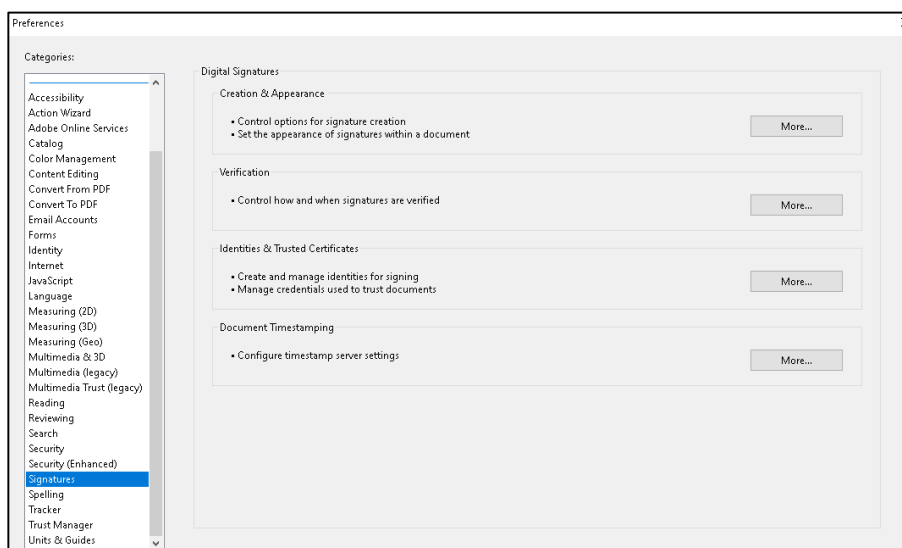 Preferences
Categories:
Accessibility
Action Wizard
Adobe Online Services
Catalog
Color Management
Content Editing
Convert From PDF
Convert To PDF
Email Accounts
Forms
Identity
Internet
JavaScript
Language
Measuring (2D)
Measuring (3D)
Measuring (Geo)
Multimedia & 3D
Multimedia (legacy)
Multimedia Trust (legacy)
Reading
Reviewing
Search
Security
Security (Enhanced)
Signatures
Spelling
Tracker
Trust Manager
Units & Guides
Digital Signatures
Creation & Appearance
• Control options for signature creation
• Set the appearance of signatures within a document
More...
Verification
• Control how and when signatures are verified
More...
Identities & Trusted Certificates
• Create and manage identities for signing
• Manage credentials used to trust documents
More...
Document Timestamping
• Configure timestamp server settings
More...